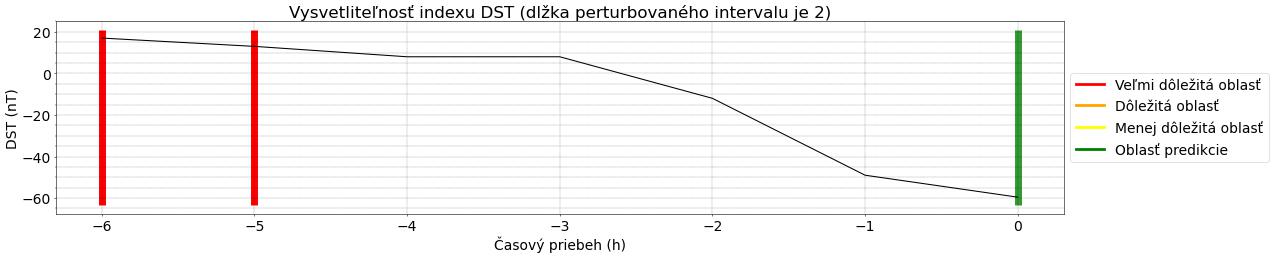 Vysvetliteľnosť indexu DST (dlžka perturbovaného intervalu je 2)
DST (nT)
20
0
−20
−40
−60
−6 −5 −4 −3 −2 −1 0
Časový priebeh (h)
Veľmi dôležitá oblasť
Dôležitá oblasť
Menej dôležitá oblasť
Oblasť predikcie